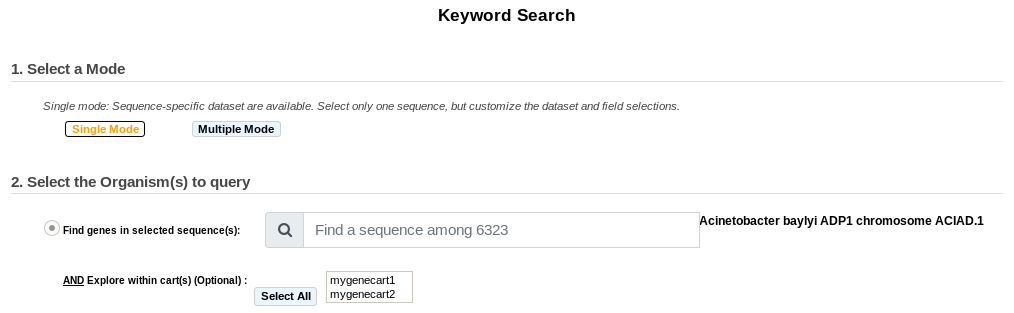 Keyword Search
1. Select a Mode
Single mode: Sequence-specific dataset are available. Select only one sequence, but customize the dataset and field selections.
Single Mode Multiple Mode
2. Select the Organism(s) to query
Find genes in selected sequence(s): Find a sequence among 6323 Acinetobacter baylyi ADP1 chromosome ACIAD.1
AND Explore within cart(s) (Optional) : mygenecart1
Select All mygenecart2